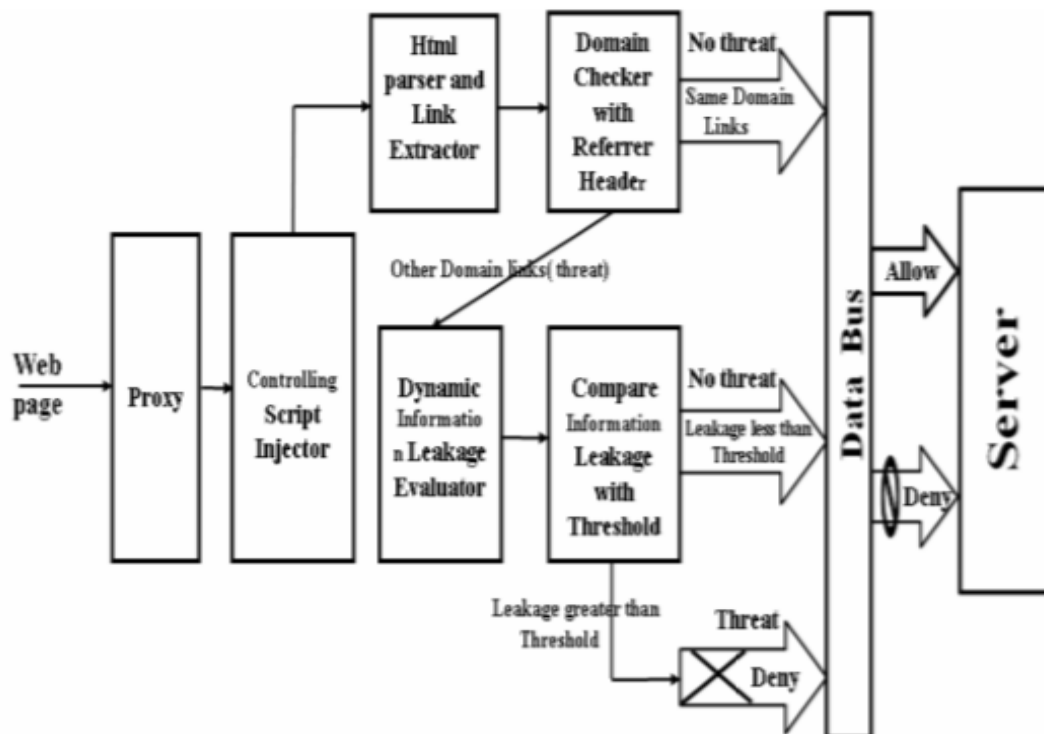 Html
parser and
Link
Extractor
Domain
Checker
with
Referrer
Header
No threat
Same Domain
Links
Other Domain links( threat)
Web
page
Proxy
Controlling
Script
Injector
Dynamic
Informatio
n Leakage
Evaluator
Compare
Information
Leakage
with
Threshold
No threat
Leakage less than
Threshold
Leakage greater than
Threshold
Threat
Deny
Data Bus
Allow
Deny
Server